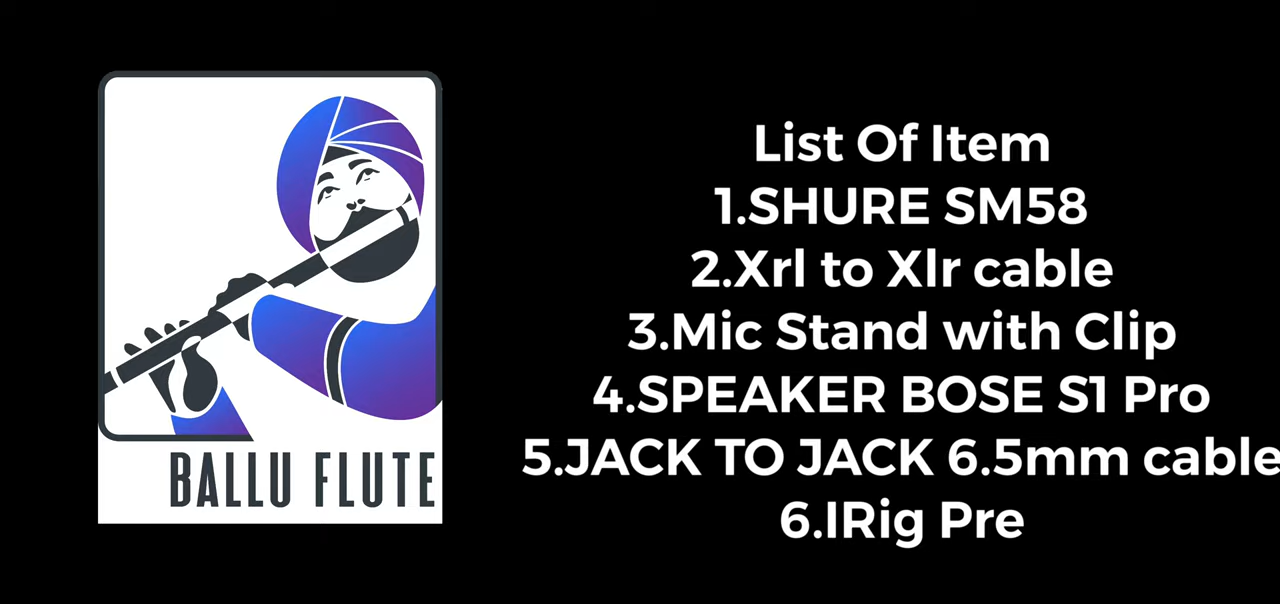 BALLU FLUTE
List Of Item
1.SHURE SM58
2.Xrl to Xlr cable
3.Mic Stand with Clip
4.SPEAKER BOSE S1 Pro
5.JACK TO JACK 6.5mm cable
6.IRig Pre